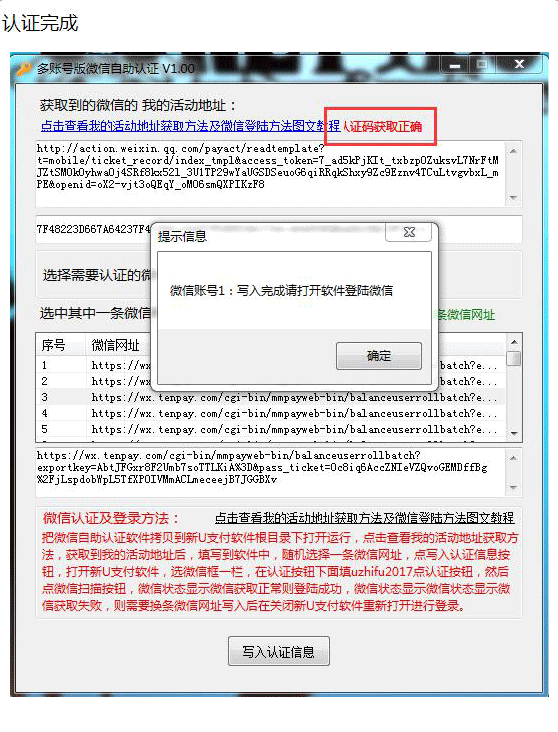 认证完成
多账号版微信自助认证 V1.00
获取到的微信的 我的活动地址：
点击查看我的活动地址获取方法及微信登陆方法图文教程
认证码获取正确
http://action.weixin.qq.com/payact/readtemplate?
t=mobile/ticket_record/index_tmpl&access_token=7_ad5kPjKIt_txbzpOZuksvL7NrFtM
JZtSMOkOyhwaOj4SRf8kx52l_3U1TP29wYaUGSDSeuoG6qiRRqkShxy9Zc9Eznv4TCuLtvgvbxL_m
PE&openid=oX2-vjt3oQEqY_oMO6smQXPIKzF8
7F48223D667A64237F4
提示信息
选择需要认证的微
微信账号1：写入完成请打开软件登陆微信
选中其中一条微信
条微信网址
确定
序号 微信网址
1 https://wx.
batch?e...
2 https://wx.
batch?e...
3 https://wx.tenpay.com/cgi-bin/mmpayweb-bin/balanceuserrollbatch?e...
4 https://wx.tenpay.com/cgi-bin/mmpayweb-bin/balanceuserrollbatch?e...
5 https://wx.tenpay.com/cgi-bin/mmpayweb-bin/balanceuserrollbatch?e...
https://wx.tenpay.com/cgi-bin/mmpayweb-bin/balanceuserrollbatch?
exportkey=AbtJFGxr8F2Umb7soTTLKiA%3D&pass_ticket=Oc8iq6AccZNIeVZQvoGEMDffBg
%2FjLspdobWpL5TfXPOIVMmACLmeceejB7JGGBXv
微信认证及登录方法：
点击查看我的活动地址获取方法及微信登陆方法图文教程
把微信自助认证软件拷贝到新U支付软件根目录下打开运行，点击查看我的活动地址获取方
法，获取到我的活动地址后，填写到软件中，随机选择一条微信网址，点写入认证信息按
钮，打开新U支付软件，选微信框一栏，在认证按钮下面填uzhifu2017点认证按钮，然后
点微信扫描按钮，微信状态显示微信获取正常则登陆成功，微信状态显示微信状态显示微
信获取失败，则需要换条微信网址写入后在关闭新U支付软件重新打开进行登录。
写入认证信息